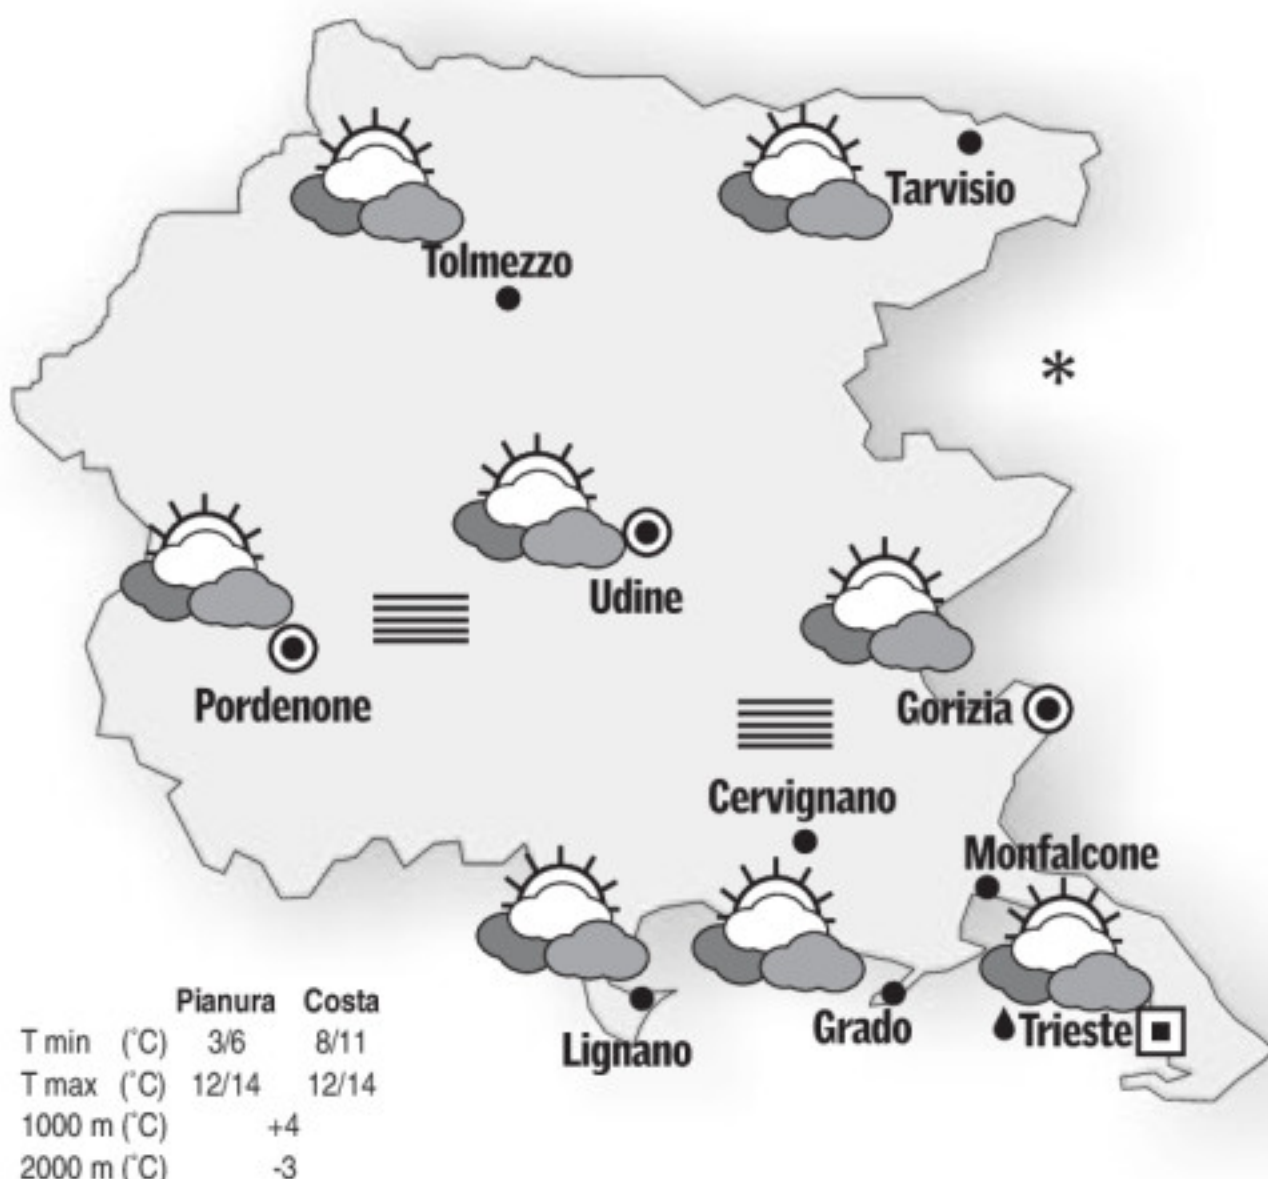 Tarvisio
Tolmezzo
*
Udine
Pordenone
Gorizia
Cervignano
Monfalcone
Grado
Trieste
Lignano
Pianura Costa
T min (°C) 3/6 8/11
T max (°C) 12/14 12/14
1000 m (°C) +4
2000 m (°C) -3